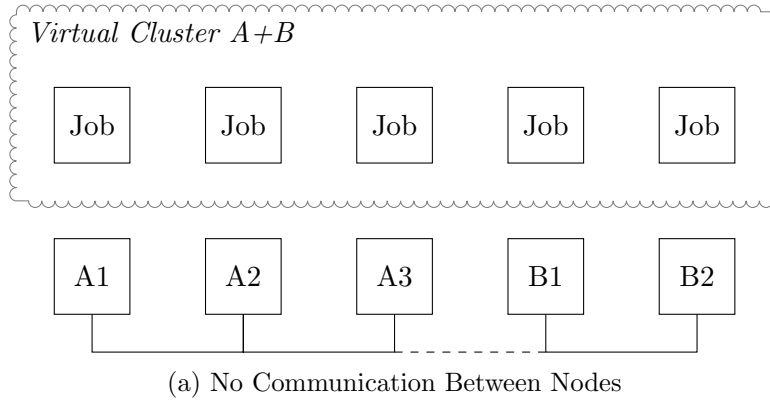 Virtual Cluster A+B
Job Job Job Job Job
A1 A2 A3 B1 B2
(a) No Communication Between Nodes